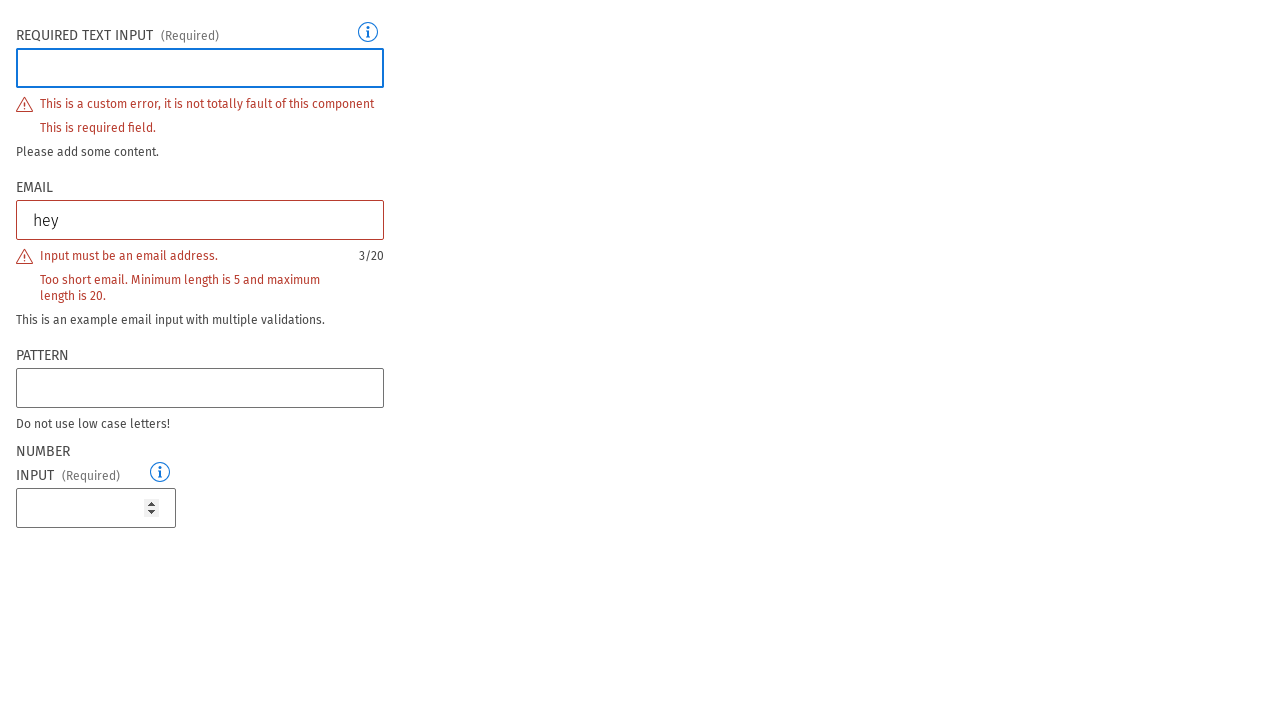 REQUIRED TEXT INPUT (Required)
This is a custom error, it is not totally fault of this component
This is required field.
Please add some content.
EMAIL
hey
Input must be an email address. 3/20
Too short email. Minimum length is 5 and maximum
length is 20.
This is an example email input with multiple validations.
PATTERN
Do not use low case letters!
NUMBER
INPUT (Required)